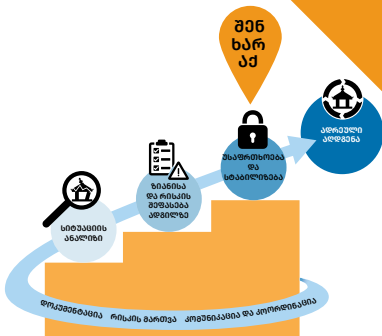 შენ
ხარ
აქ
ადრეული
აღდგენა
უსაფრთხოება
და
სტაბილიზება
ზიანისა
და რისკის
შეფასება
ადგილზე
სიტუაციის
ანალიზი
დოკუმენტაცია რისკის მართვა კომუნიკაცია და კოორდინაცია